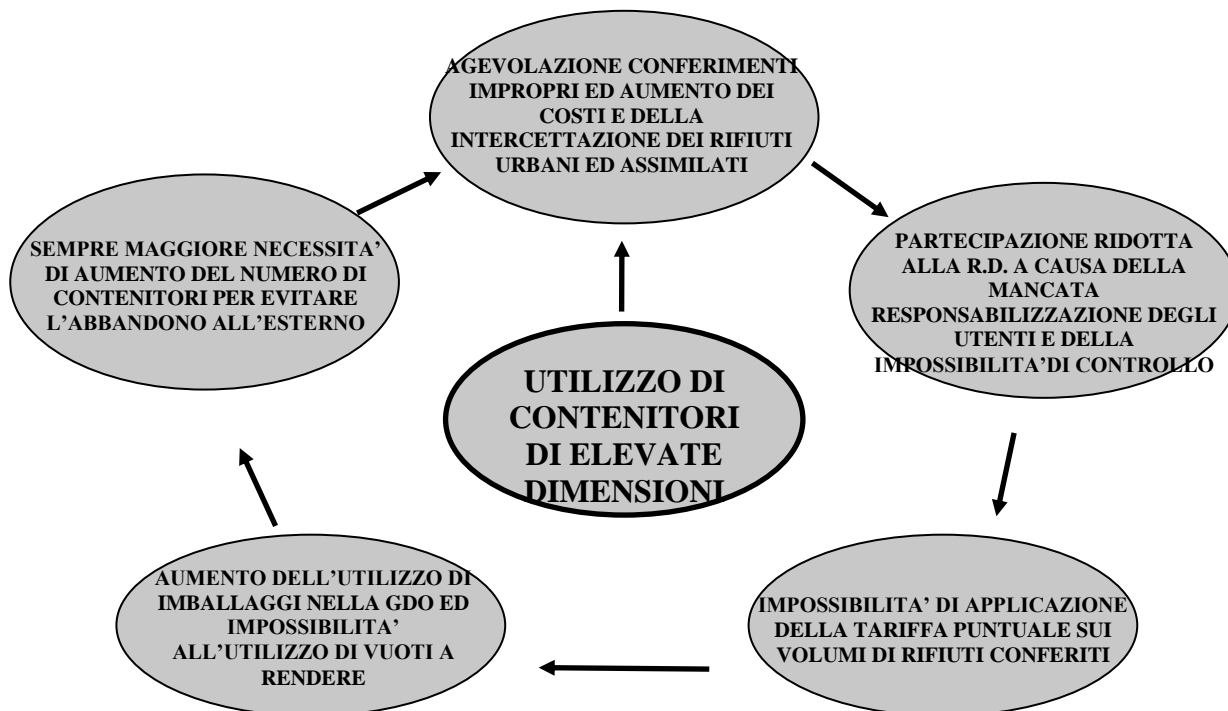 AGEVOLAZIONE CONFERIMENTI
IMPROPRI ED AUMENTO DEI
COSTI E DELLA
INTERCETTAZIONE DEI RIFIUTI
URBANI ED ASSIMILATI
SEMPRE MAGGIORE NECESSITA’
DI AUMENTO DEL NUMERO DI
CONTENITORI PER EVITARE
L’ABBANDONO ALL’ESTERNO
PARTECIPAZIONE RIDOTTA
ALLA R.D. A CAUSA DELLA
MANCATA
RESPONSABILIZZAZIONE DEGLI
UTENTI E DELLA
IMPOSSIBILITA’DI CONTROLLO
UTILIZZO DI
CONTENITORI
DI ELEVATE
DIMENSIONI
AUMENTO DELL’UTILIZZO DI
IMBALLAGGI NELLA GDO ED
IMPOSSIBILITA’
ALL’UTILIZZO DI VUOTI A
RENDERE
IMPOSSIBILITA’ DI APPLICAZIONE
DELLA TARIFFA PUNTUALE SUI
VOLUMI DI RIFIUTI CONFERITI